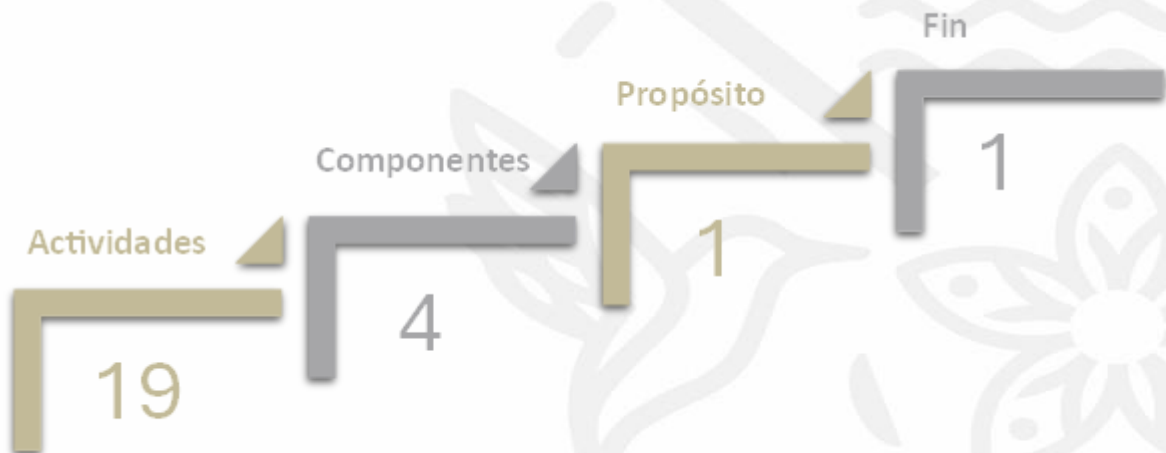 Fin
1
Propósito
1
Componentes
4
Actividades
19